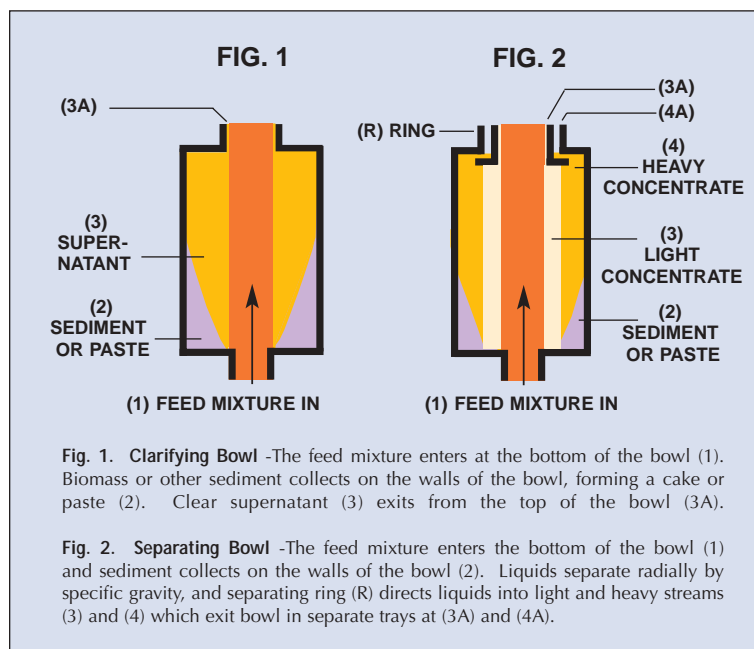 FIG. 1
(3A)
(3)
SUPER-
NATANT
(2)
SEDIMENT
OR PASTE
(1) FEED MIXTURE IN
FIG. 2
(3A)
(4A)
(R) RING
(4)
HEAVY
CONCENTRATE
(3)
LIGHT
CONCENTRATE
(2)
SEDIMENT
OR PASTE
(1) FEED MIXTURE IN
Fig. 1. Clarifying Bowl -The feed mixture enters at the bottom of the bowl (1).
Biomass or other sediment collects on the walls of the bowl, forming a cake or
paste (2). Clear supernatant (3) exits from the top of the bowl (3A).
Fig. 2. Separating Bowl -The feed mixture enters the bottom of the bowl (1)
and sediment collects on the walls of the bowl (2). Liquids separate radially by
specific gravity, and separating ring (R) directs liquids into light and heavy streams
(3) and (4) which exit bowl in separate trays at (3A) and (4A).